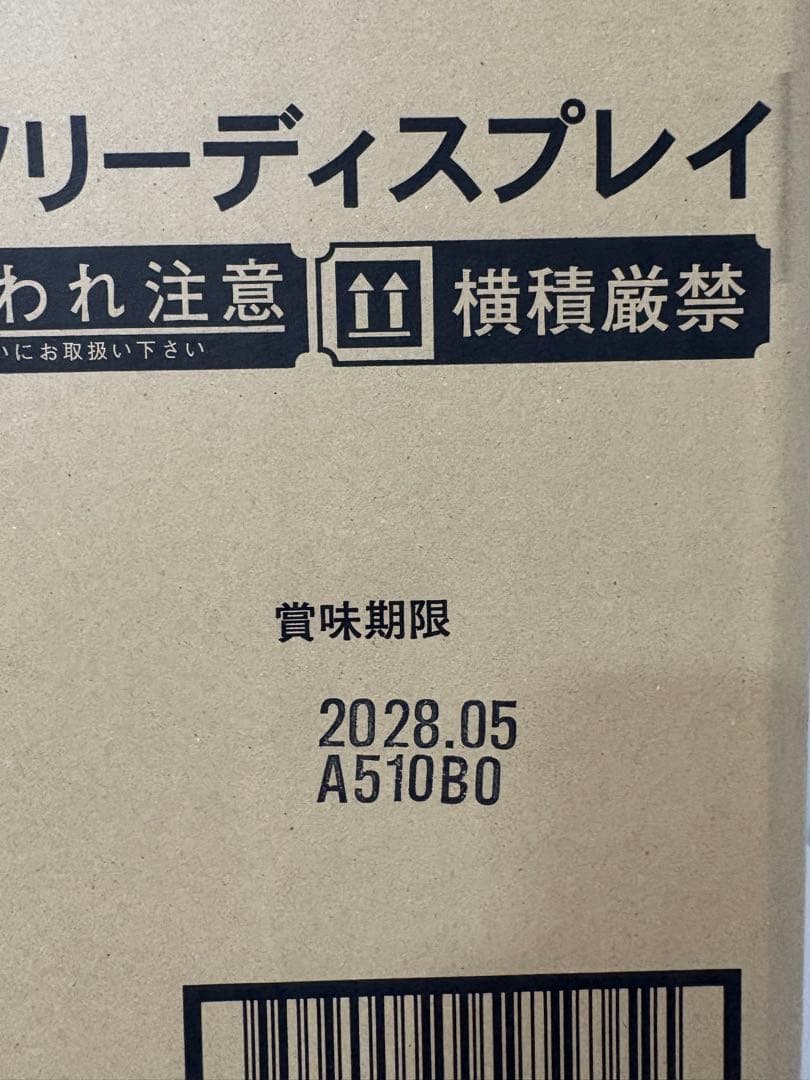 リーディスプレイ
われ注意
にお取扱い下さい
横積厳禁
賞味期限
2028.05
A510B0